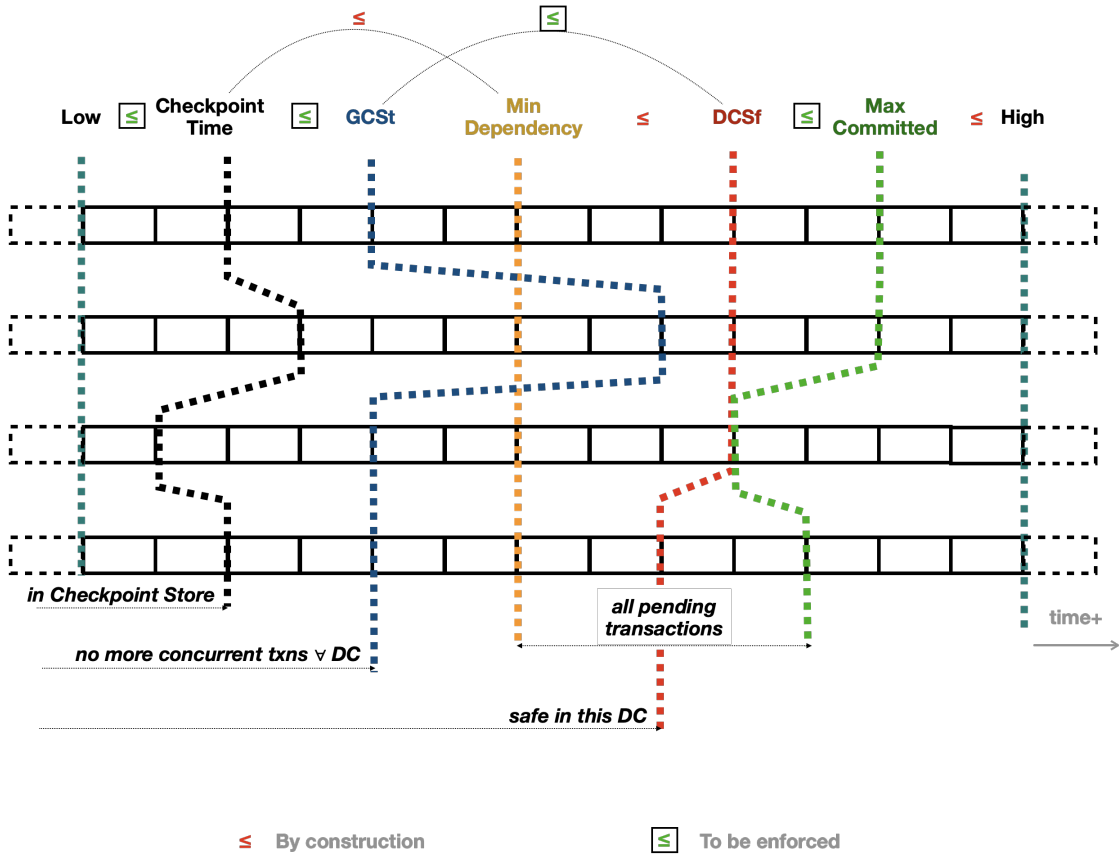 ≤ ≤
Low ≤ Checkpoint Time ≤ GCSt Min Dependency ≤ DCSf ≤ Max Committed ≤ High
in Checkpoint Store
all pending
transactions
time+
no more concurrent txns ∀ DC
safe in this DC
≤ By construction ≤ To be enforced